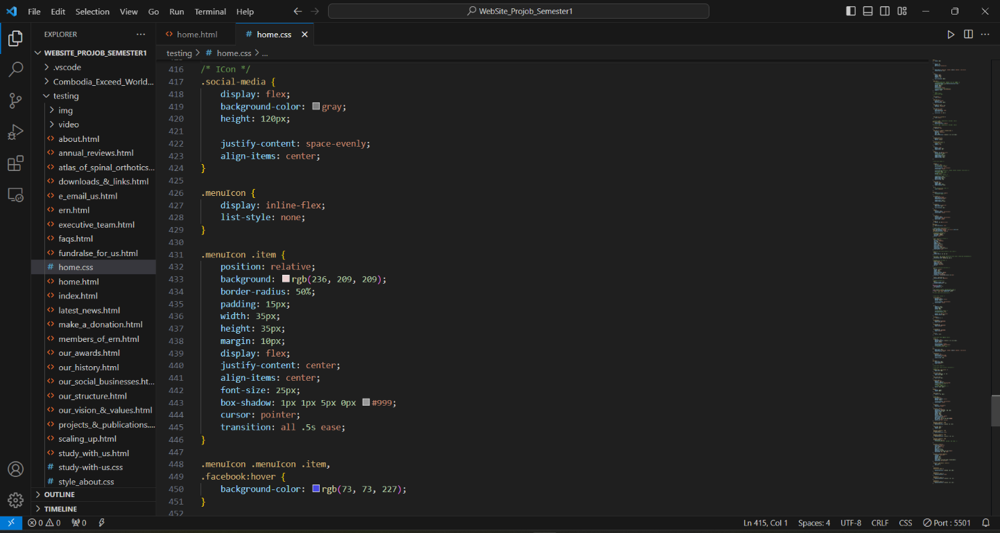 File Edit Selection View Go Run Terminal Help
WebSite_Projob_Semester1
EXPLORER
WEBSITE_PROJOB_SEMESTER1
.vscode
Combodia_Exceed_World...
testing
img
video
about.html
annual_reviews.html
atlas_of_spinal_orthotics...
downloads_&_links.html
e_email_us.html
ern.html
executive_team.html
faqs.html
fundralse_for_us.html
home.css
home.html
index.html
latest_news.html
make_a_donation.html
members_of_ern.html
our_awards.html
our_history.html
our_social_businesses.ht...
our_structure.html
our_vision_&_values.html
projects_&_publications....
scaling_up.html
study_with_us.html
study-with-us.css
style_about.css
OUTLINE
TIMELINE
home.html
# home.css
testing > # home.css > ...
416 /* ICon */
417 .social-media {
418 display: flex;
419 background-color: gray;
420 height: 120px;
421
422 justify-content: space-evenly;
423 align-items: center;
424 }
425
426 .menuIcon {
427 display: inline-flex;
428 list-style: none;
429 }
430
431 .menuIcon .item {
432 position: relative;
433 background: rgb(236, 209, 209);
434 border-radius: 50%;
435 padding: 15px;
436 width: 35px;
437 height: 35px;
438 margin: 10px;
439 display: flex;
440 justify-content: center;
441 align-items: center;
442 font-size: 25px;
443 box-shadow: 1px 1px 5px 0px #999;
444 cursor: pointer;
445 transition: all .5s ease;
446 }
447
448 .menuIcon .menuIcon .item,
449 .facebook:hover {
450 background-color: rgb(73, 73, 227);
451 }
452
0 0 0
Ln 415, Col 1 Spaces: 4 UTF-8 CRLF CSS Port : 5501